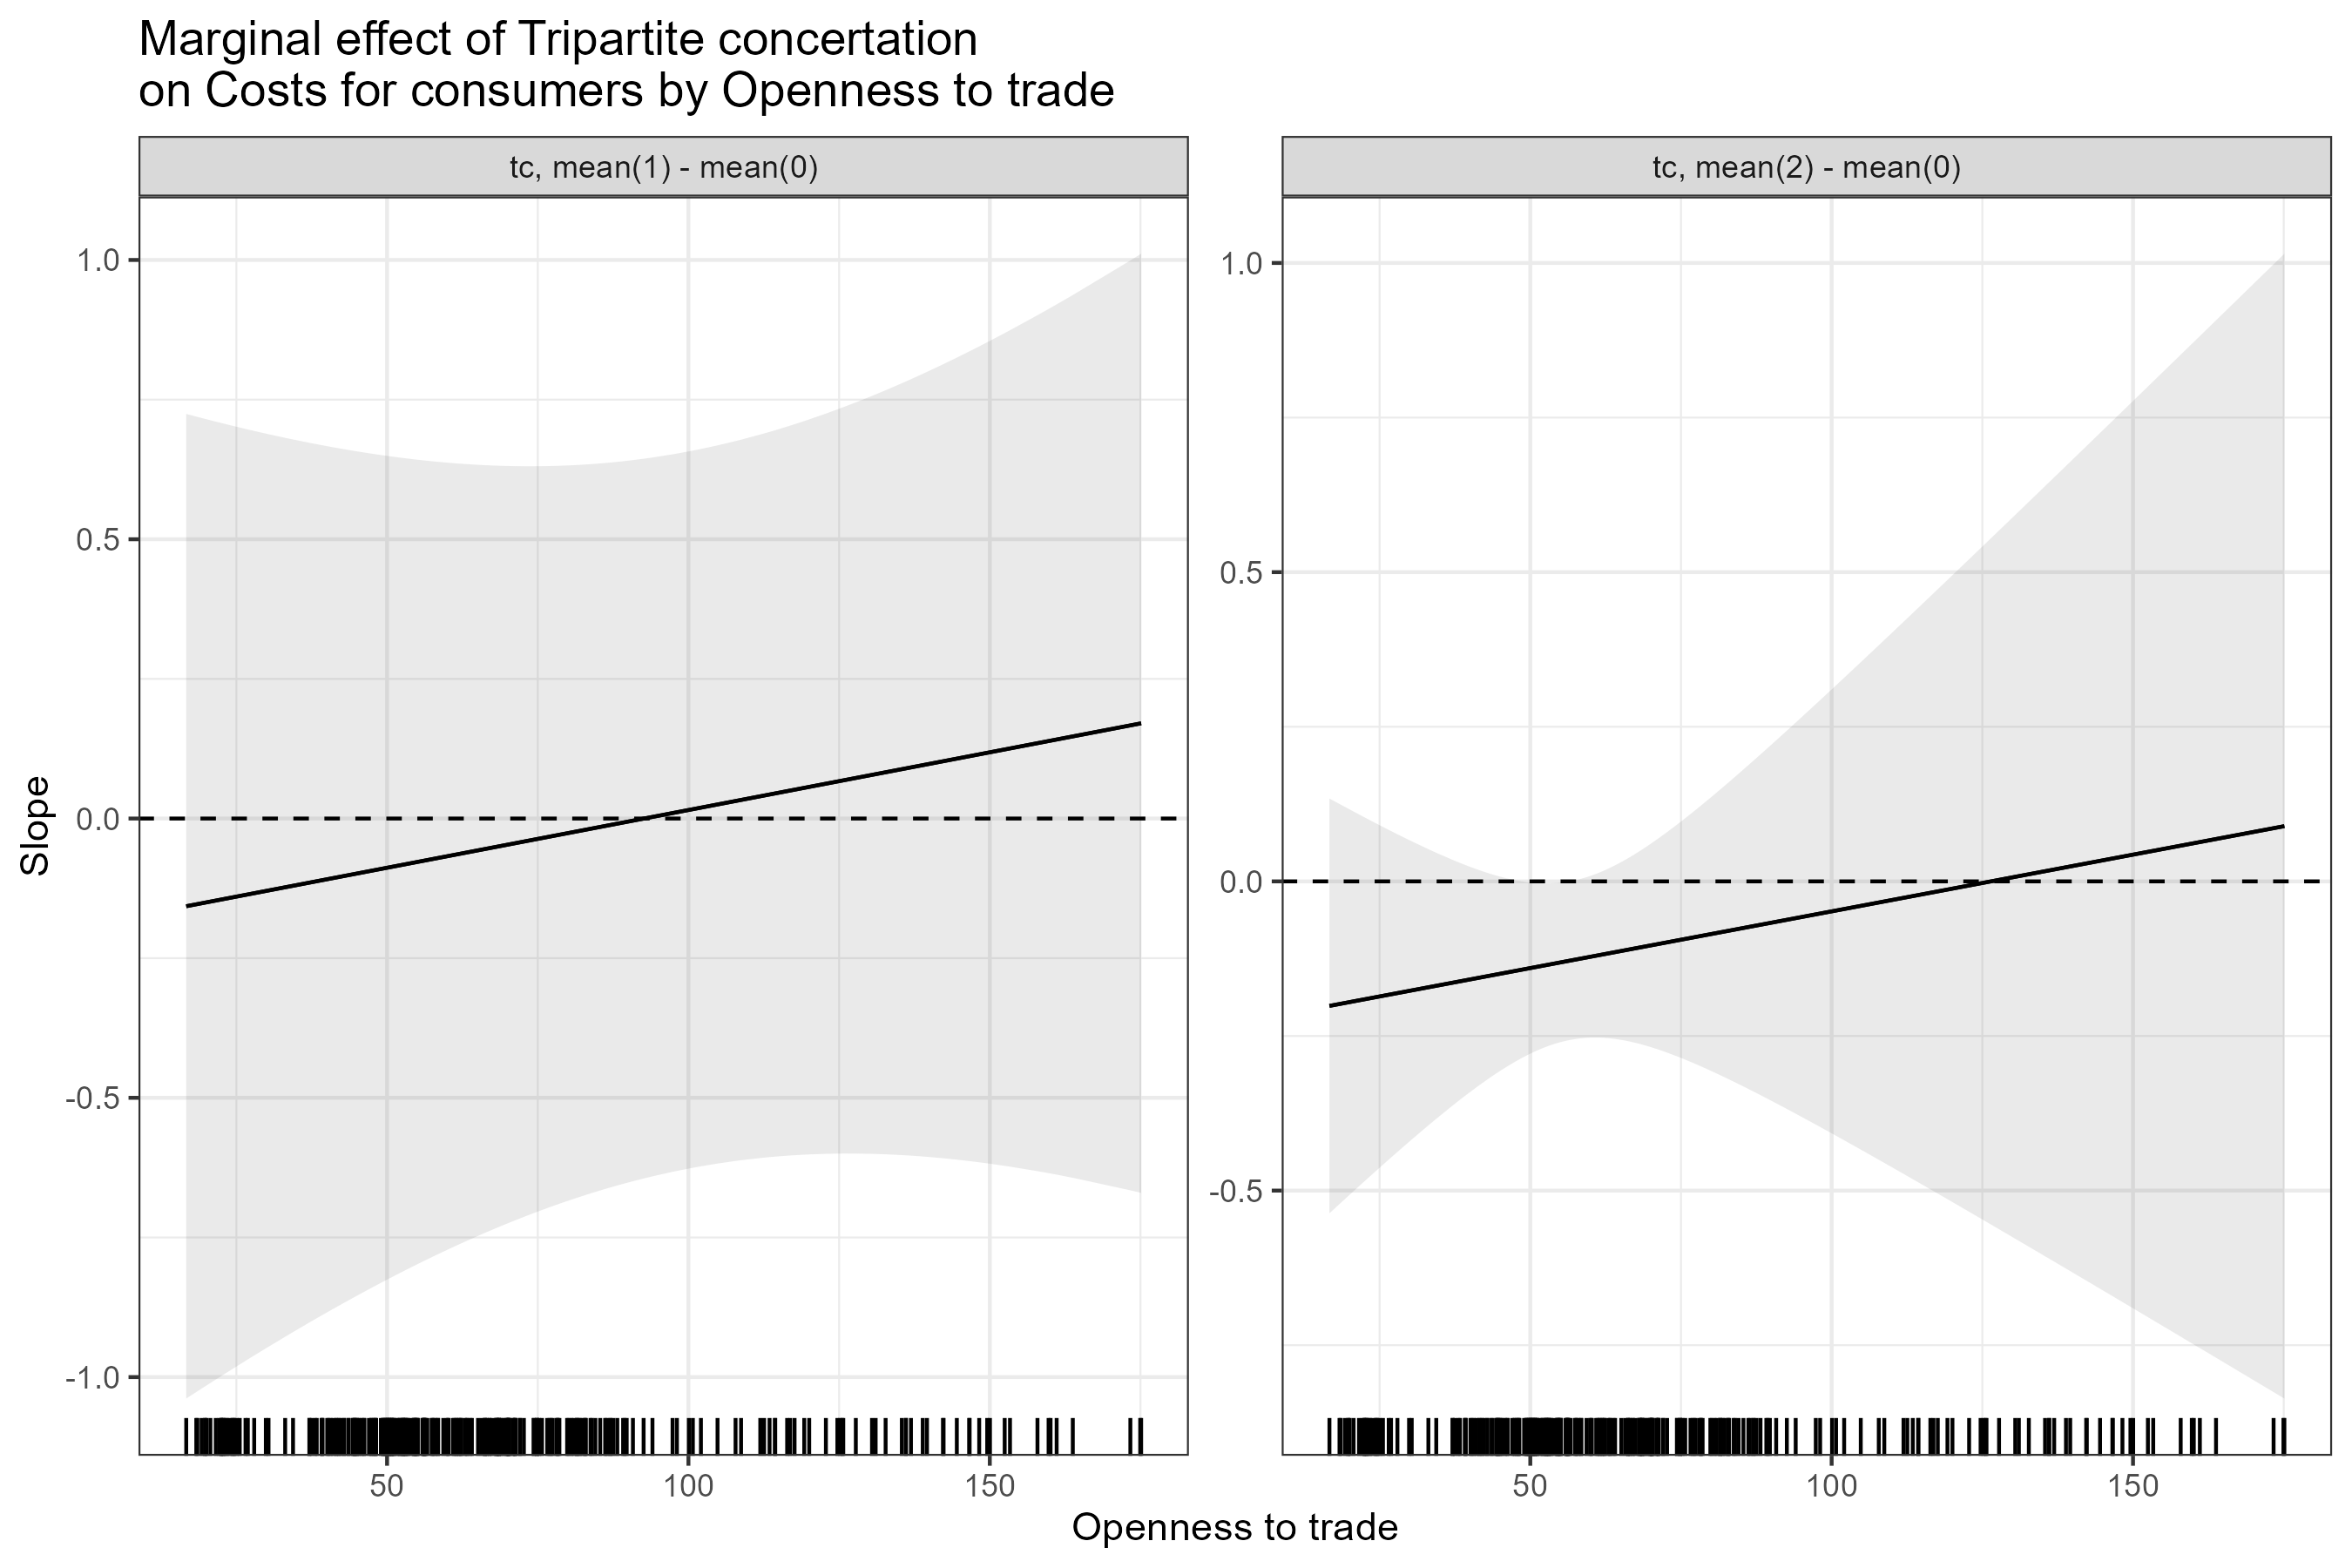 Marginal effect of Tripartite concertation
on Costs for consumers by Openness to trade
tc, mean(1) - mean(0)
tc, mean(2) - mean(0)
Slope
1.0
0.5
0.0
-0.5
-1.0
1.0
0.5
0.0
-0.5
50
100
150
50
100
150
Openness to trade